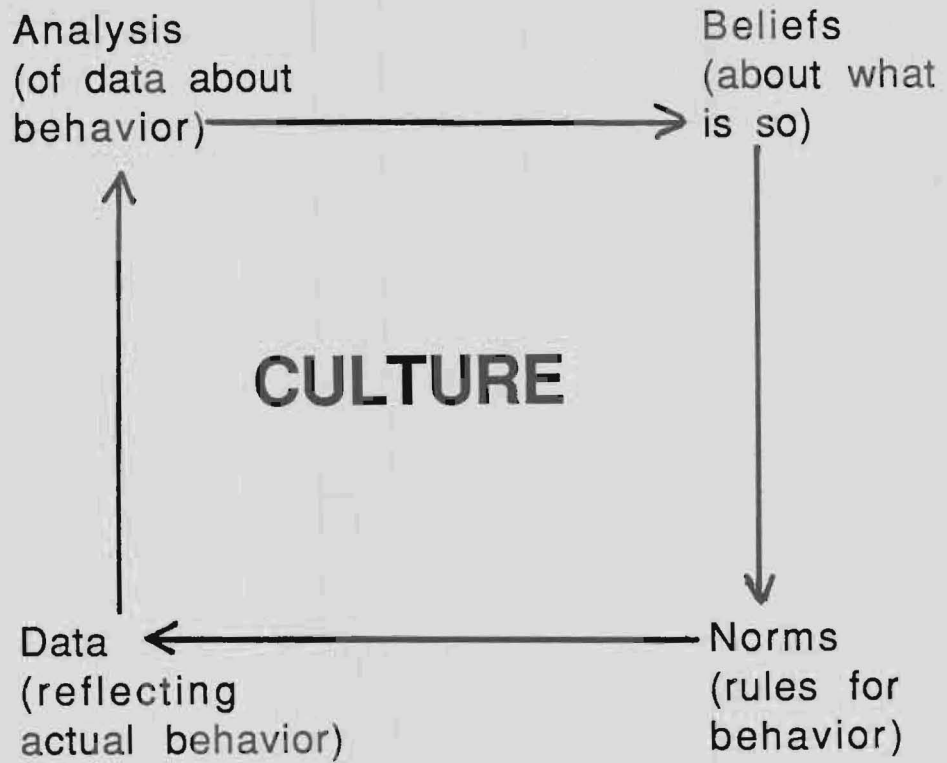 Analysis
(of data about
behavior)
Beliefs
(about what
is so)
CULTURE
Data
(reflecting
actual behavior)
Norms
(rules for
behavior)